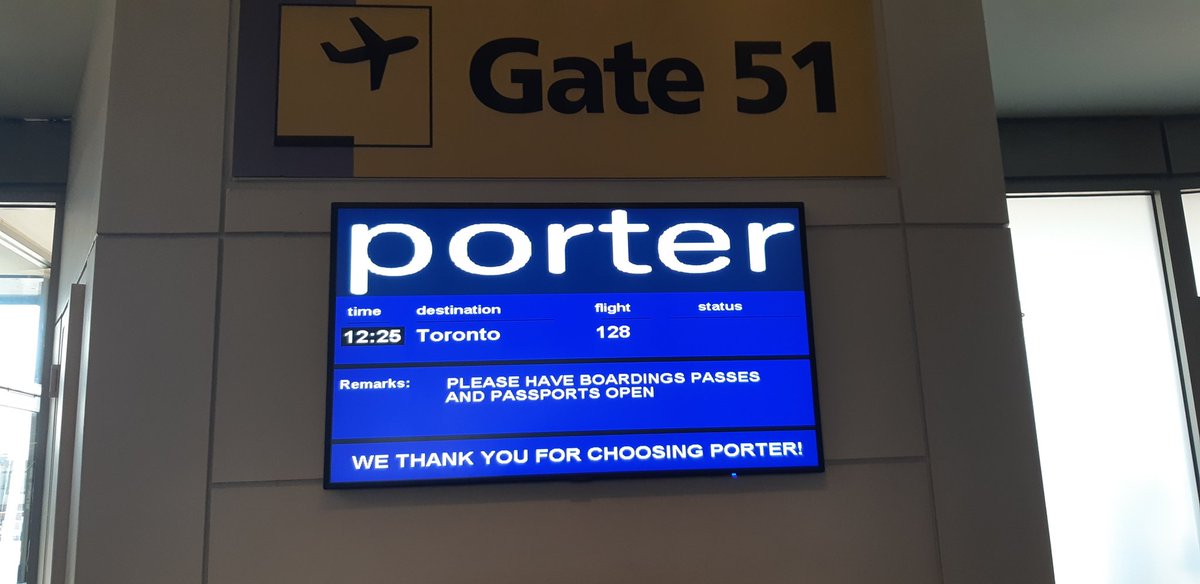 Gate 51
porter
time destination flight status
12:25 Toronto 128
Remarks: PLEASE HAVE BOARDINGS PASSES
AND PASSPORTS OPEN
WE THANK YOU FOR CHOOSING PORTER!